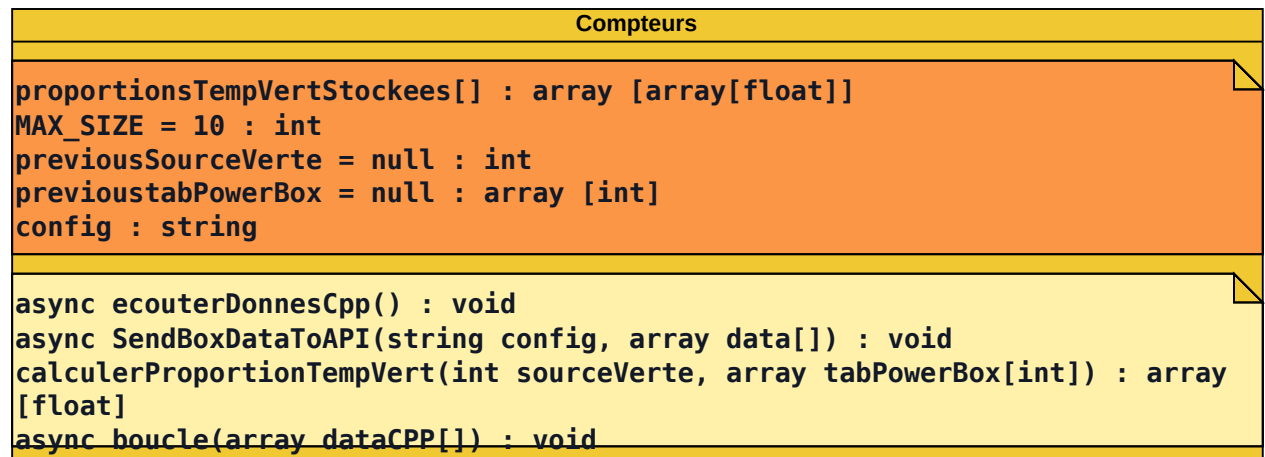 Compteurs
proportionsTempVertStockees[] : array [array[float]]
MAX_SIZE = 10 : int
previousSourceVerte = null : int
previoustabPowerBox = null : array [int]
config : string
async ecouterDonnesCpp() : void
async SendBoxDataToAPI(string config, array data[]) : void
calculerProportionTempVert(int sourceVerte, array tabPowerBox[int]) : array
[float]
async boucle(array dataCPP[]) : void